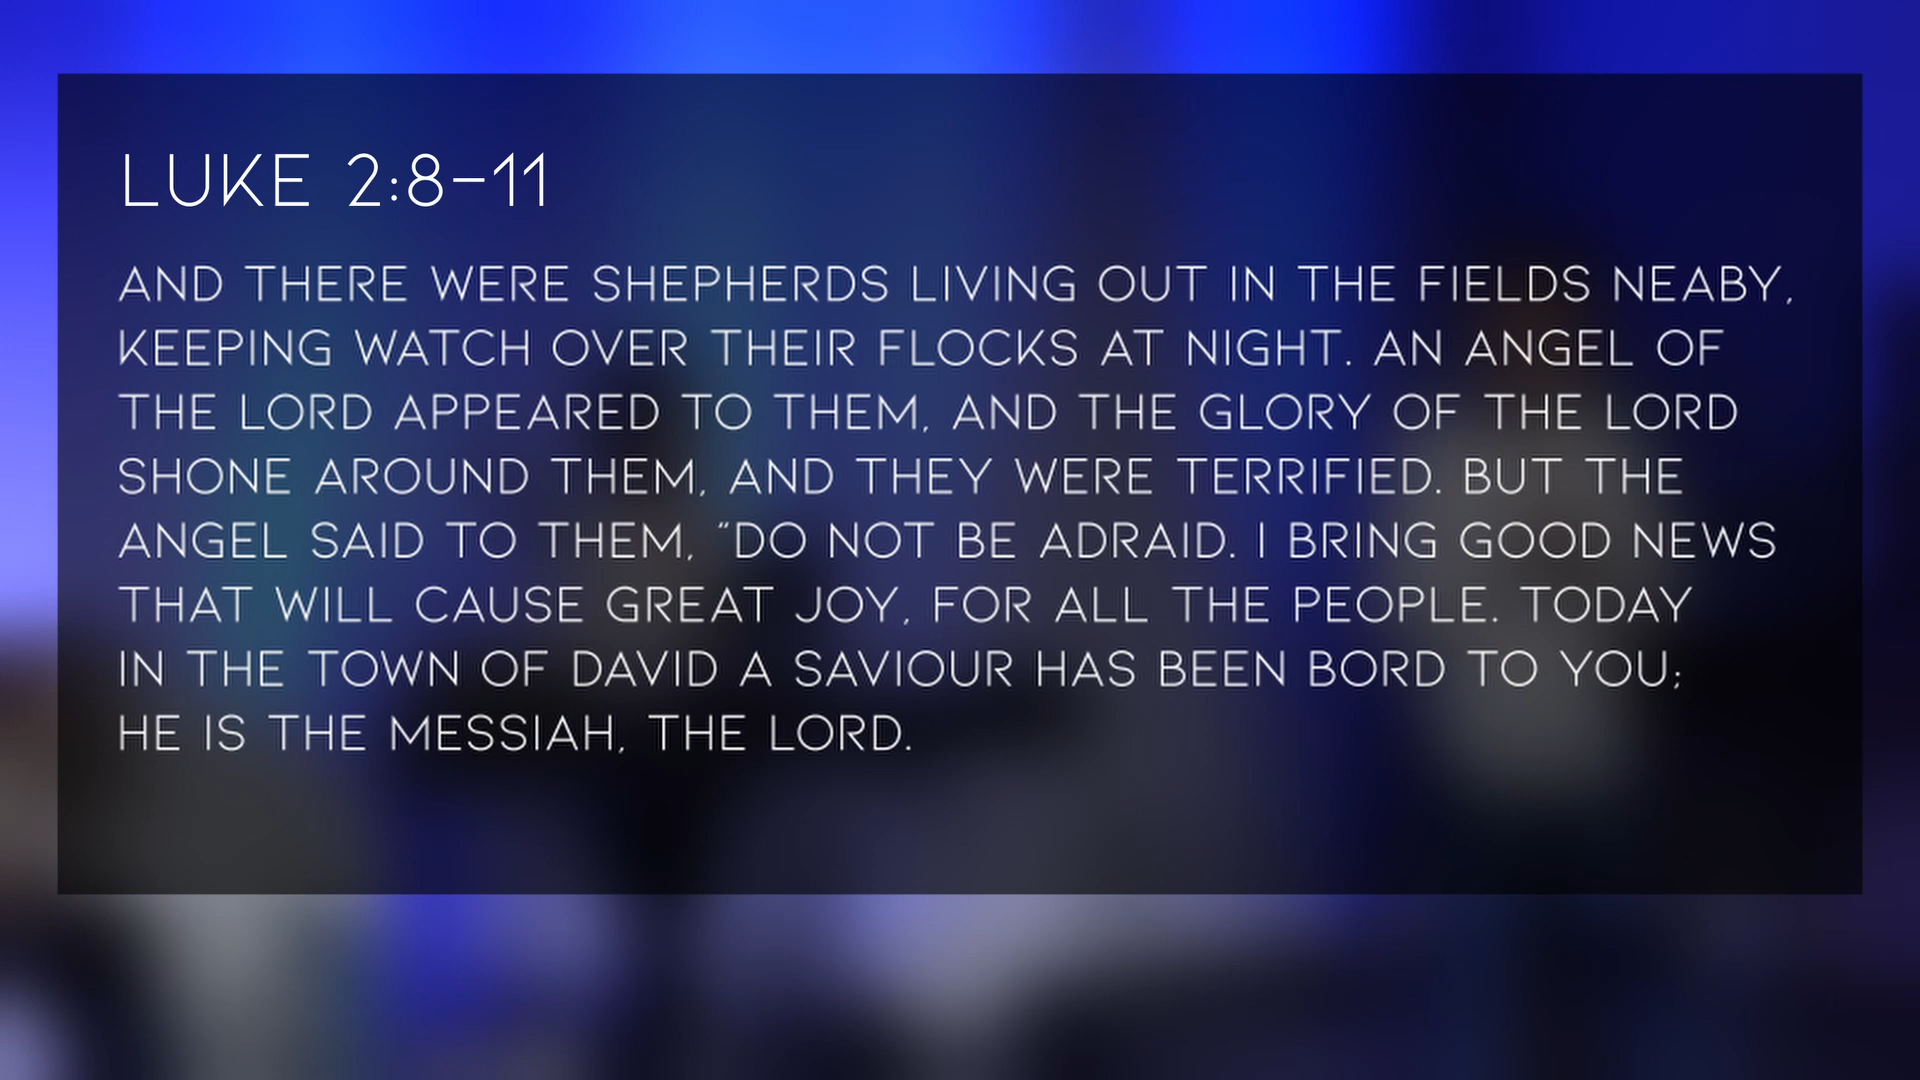 LUKE 2:8-11
AND THERE WERE SHEPHERDS LIVING OUT IN THE FIELDS NEABY,
KEEPING WATCH OVER THEIR FLOCKS AT NIGHT. AN ANGEL OF
THE LORD APPEARED TO THEM, AND THE GLORY OF THE LORD
SHONE AROUND THEM, AND THEY WERE TERRIFIED. BUT THE
ANGEL SAID TO THEM, “DO NOT BE ADRAID. I BRING GOOD NEWS
THAT WILL CAUSE GREAT JOY, FOR ALL THE PEOPLE. TODAY
IN THE TOWN OF DAVID A SAVIOUR HAS BEEN BORD TO YOU;
HE IS THE MESSIAH, THE LORD.